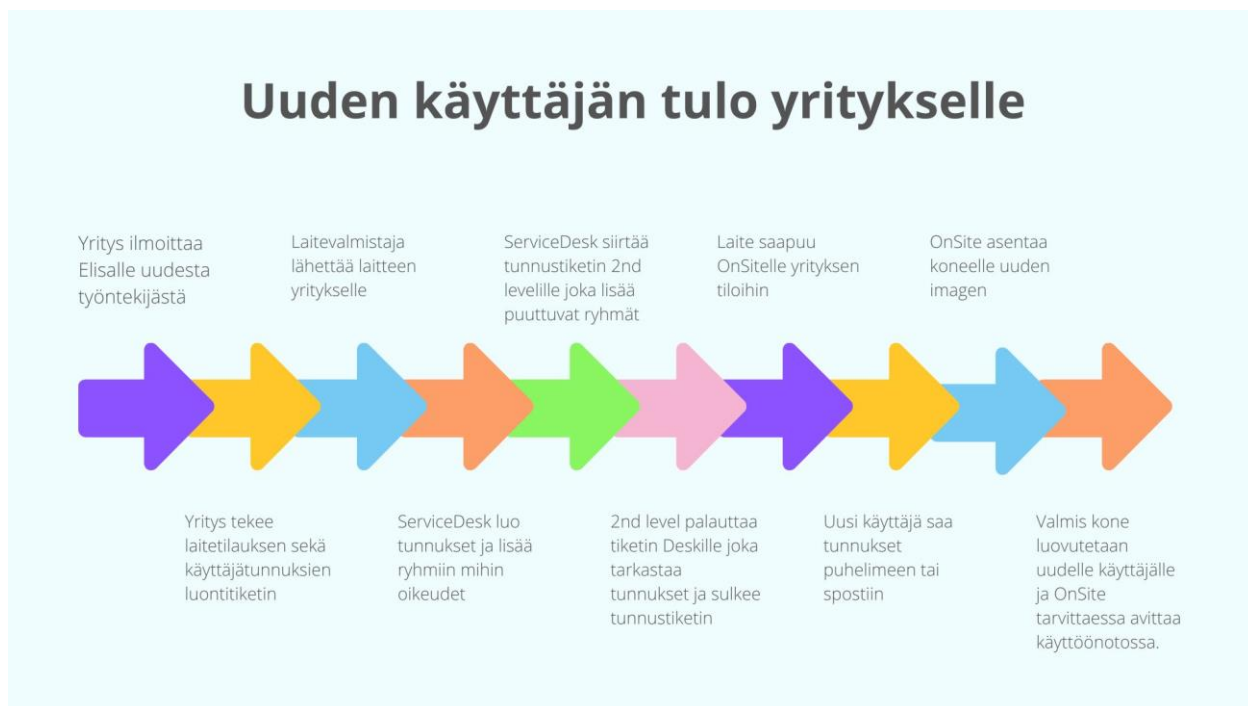 Uuden käyttäjän tulo yritykselle
Yritys ilmoittaa
Elisalle uudesta
työntekijästä
Laitevalmistaja
lähettää laitteen
yritykselle
ServiceDesk siirtää
tunnustiketin 2nd
levelille joka lisää
puuttuvat ryhmät
Laite saapuu
OnSitelle yrityksen
tiloihin
OnSite asentaa
koneelle uuden
imagen
Yritys tekee
laitetilauksen sekä
käyttäjätunnuksien
luontitiketin
ServiceDesk luo
tunnukset ja lisää
ryhmiin mihin
oikeudet
2nd level palauttaa
tiketin Deskille joka
tarkastaa
tunnukset ja sulkee
tunnustiketin
Uusi käyttäjä saa
tunnukset
puhelimeen tai
spostiin
Valmis kone
luovutetaan
uudelle käyttäjälle
ja OnSite
tarvittaessa avittaa
käyttöönotossa.